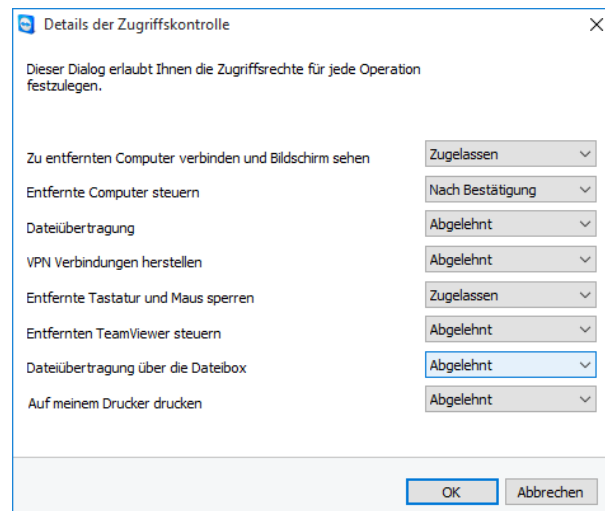 Details der Zugriffskontrolle
Dieser Dialog erlaubt Ihnen die Zugriffsrechte für jede Operation
festzulegen.
Zu entfernten Computer verbinden und Bildschirm sehen Zugelassen
Entfernte Computer steuern Nach Bestätigung
Dateiübertragung Abgelehnt
VPN Verbindungen herstellen Abgelehnt
Entfernte Tastatur und Maus sperren Zugelassen
Entfernten TeamViewer steuern Abgelehnt
Dateiübertragung über die Dateibox Abgelehnt
Auf meinem Drucker drucken Abgelehnt
OK Abbrechen